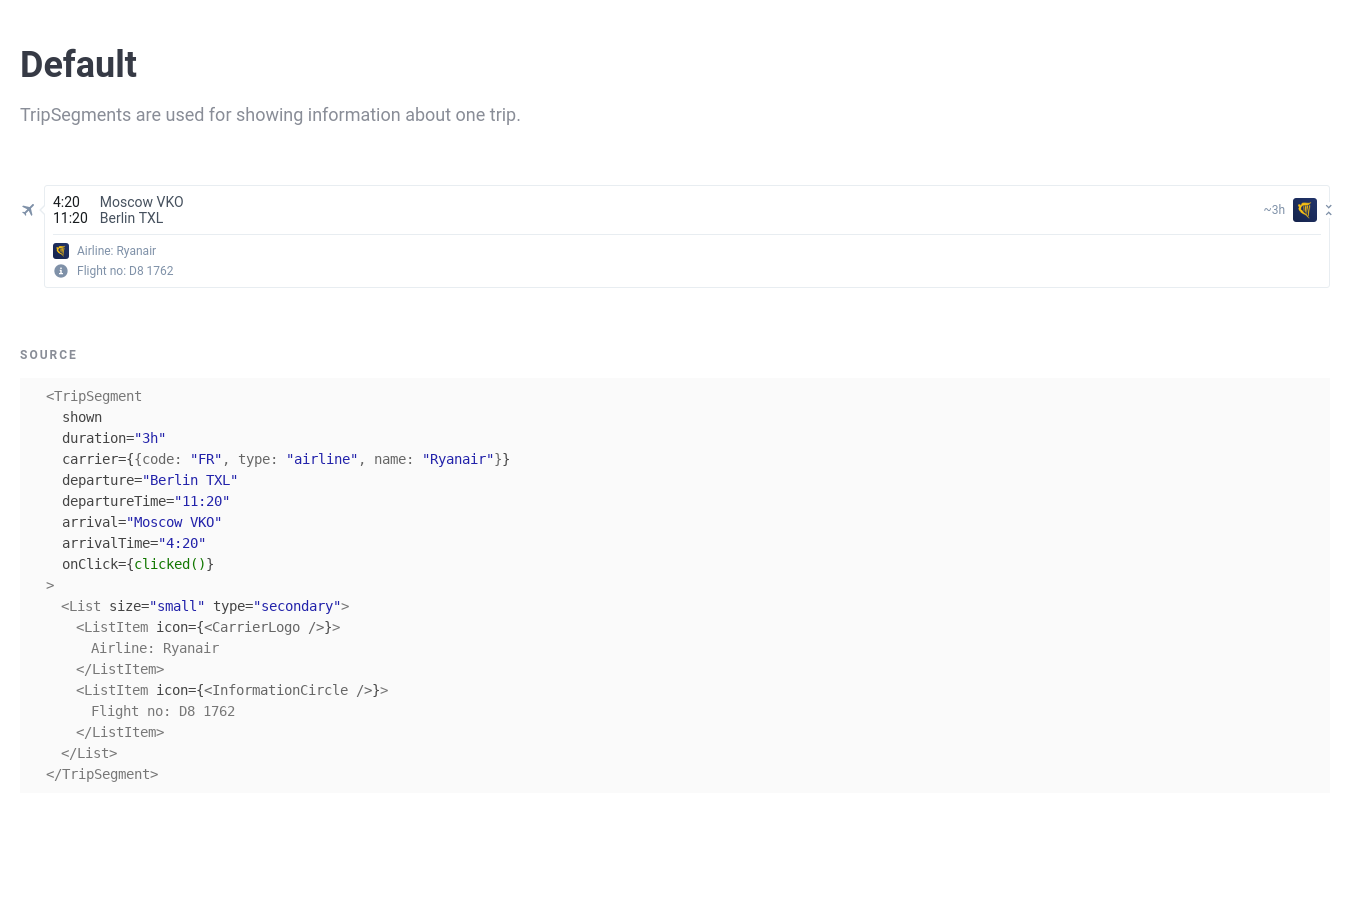 Default
TripSegments are used for showing information about one trip.
4:20 Moscow VKO
11:20 Berlin TXL
~3h
Airline: Ryanair
Flight no: D8 1762
SOURCE
<TripSegment
shown
duration="3h"
carrier={{code: "FR", type: "airline", name: "Ryanair"}}
departure="Berlin TXL"
departureTime="11:20"
arrival="Moscow VKO"
arrivalTime="4:20"
onClick={clicked()}
>
<List size="small" type="secondary">
<ListItem icon={<CarrierLogo />}>
Airline: Ryanair
</ListItem>
<ListItem icon={<InformationCircle />}>
Flight no: D8 1762
</ListItem>
</List>
</TripSegment>